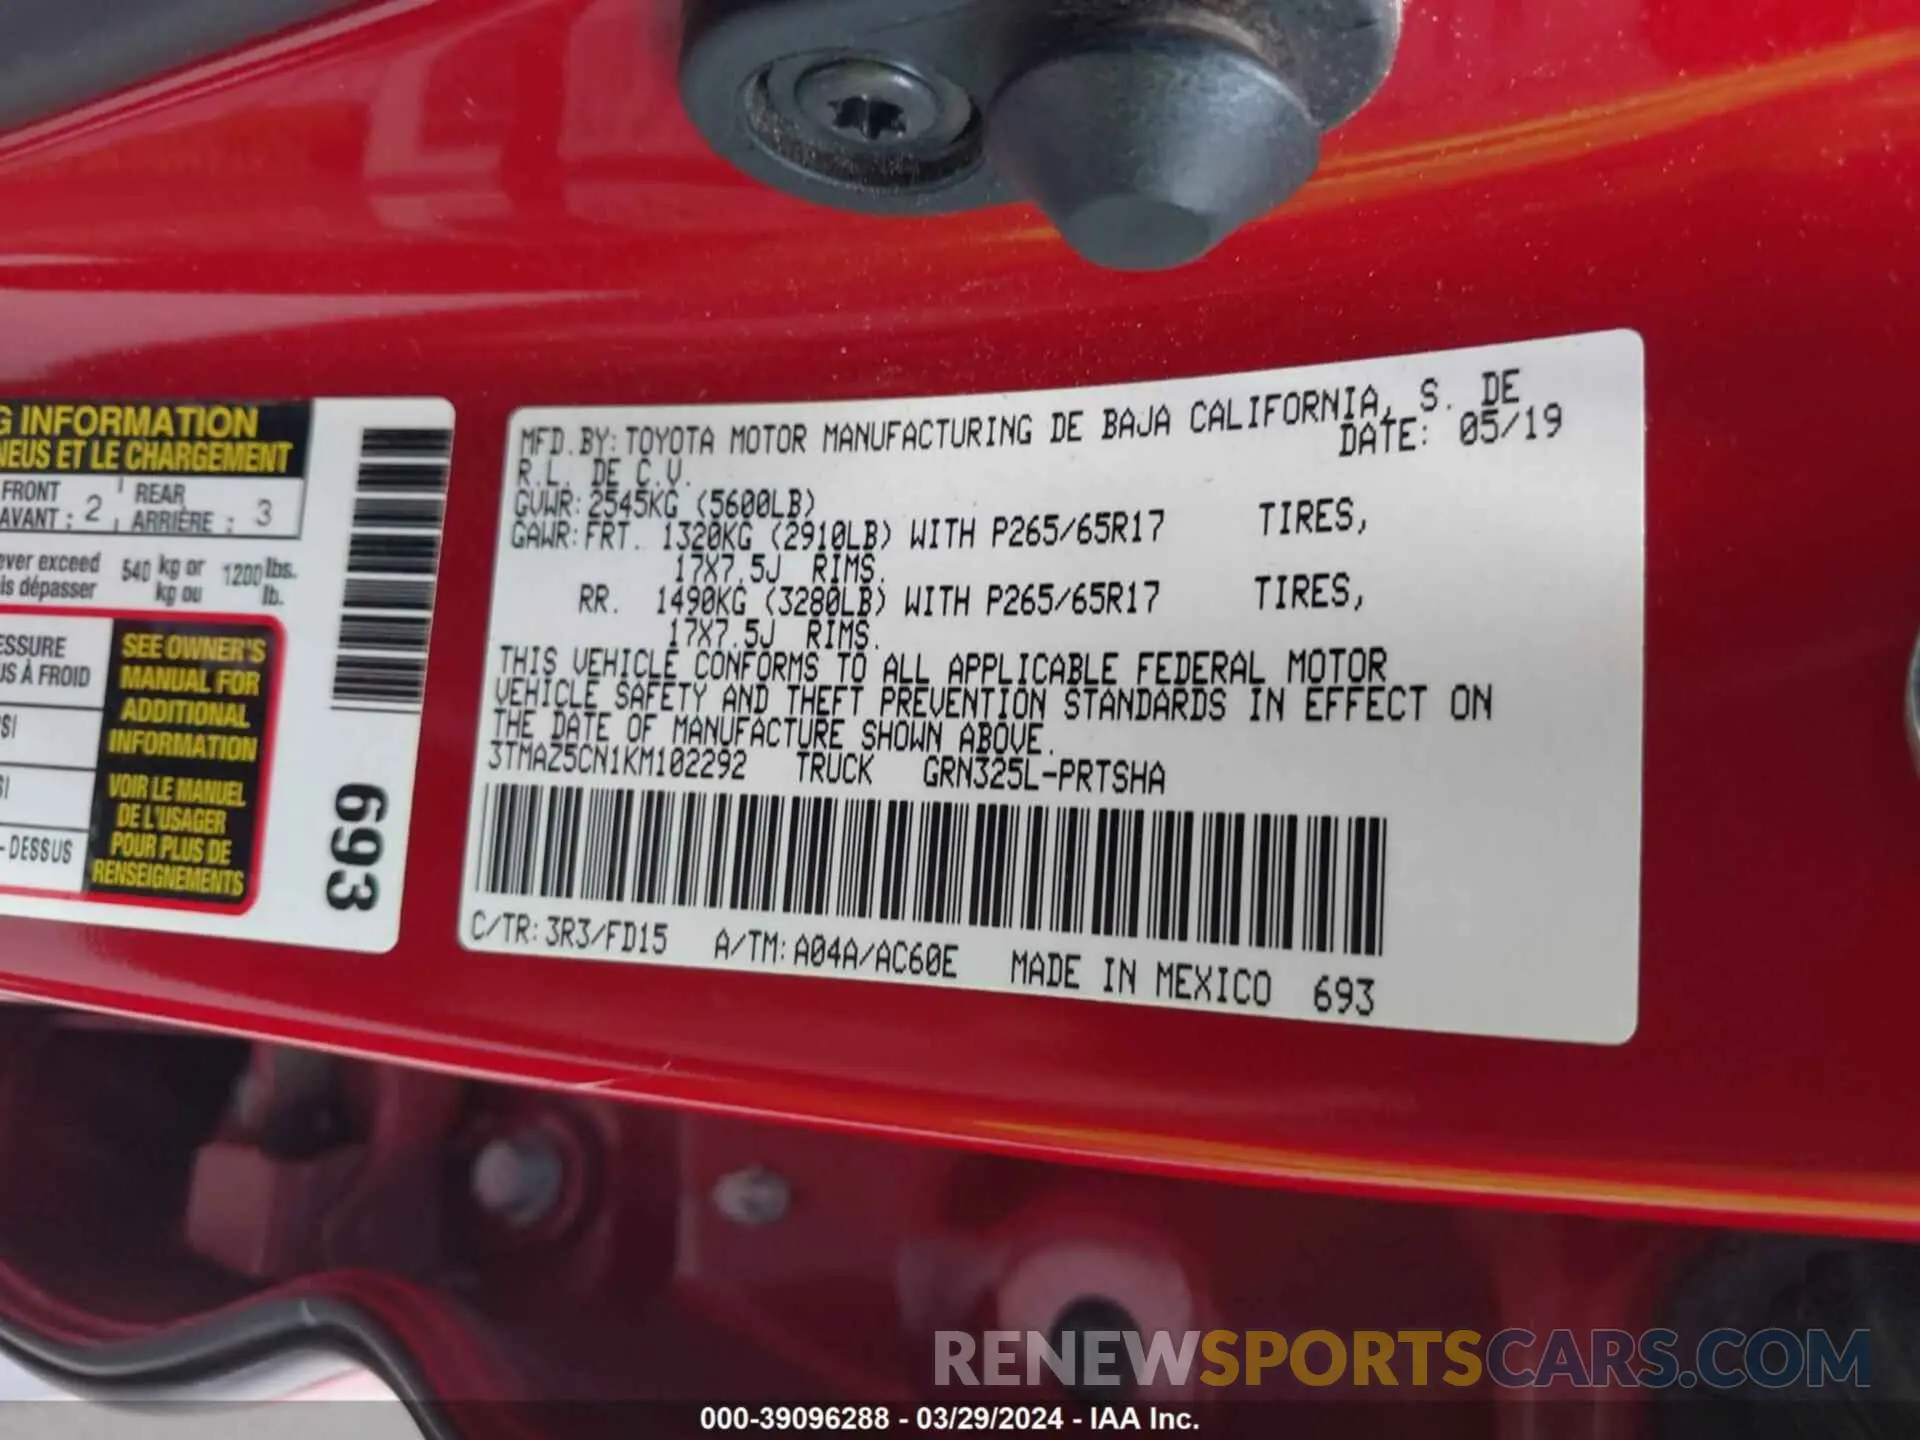 G INFORMATION
NEUS ET LE CHARGEMENT
FRONT 2 REAR 3
AVANT : ARRIÈRE :
ever exceed 540 kg or 1200 lbs.
is dépasser kg ou lb.
ESSURE
US À FROID
SI
SI
- DESSUS
SEE OWNER'S
MANUAL FOR
ADDITIONAL
INFORMATION
VOIR LE MANUEL
DE L'USAGER
POUR PLUS DE
RENSEIGNEMENTS
693
MFD.BY: TOYOTA MOTOR MANUFACTURING DE BAJA CALIFORNIA, S. DE
R.L. DE C.V. DATE: 05/19
GVWR: 2545KG (5600LB)
GAWR: FRT. 1320KG (2910LB) WITH P265/65R17 TIRES,
17X7.5J RIMS.
RR. 1490KG (3280LB) WITH P265/65R17 TIRES,
17X7.5J RIMS.
THIS VEHICLE CONFORMS TO ALL APPLICABLE FEDERAL MOTOR
VEHICLE SAFETY AND THEFT PREVENTION STANDARDS IN EFFECT ON
THE DATE OF MANUFACTURE SHOWN ABOVE.
3TMAZ5CN1KM102292 TRUCK GRN325L-PRTSHA
C/TR: 3R3/FD15 A/TM: A04A/AC60E MADE IN MEXICO 693
RENEWSPORTSCARS.COM
000-39096288 - 03/29/2024 - IAA Inc.